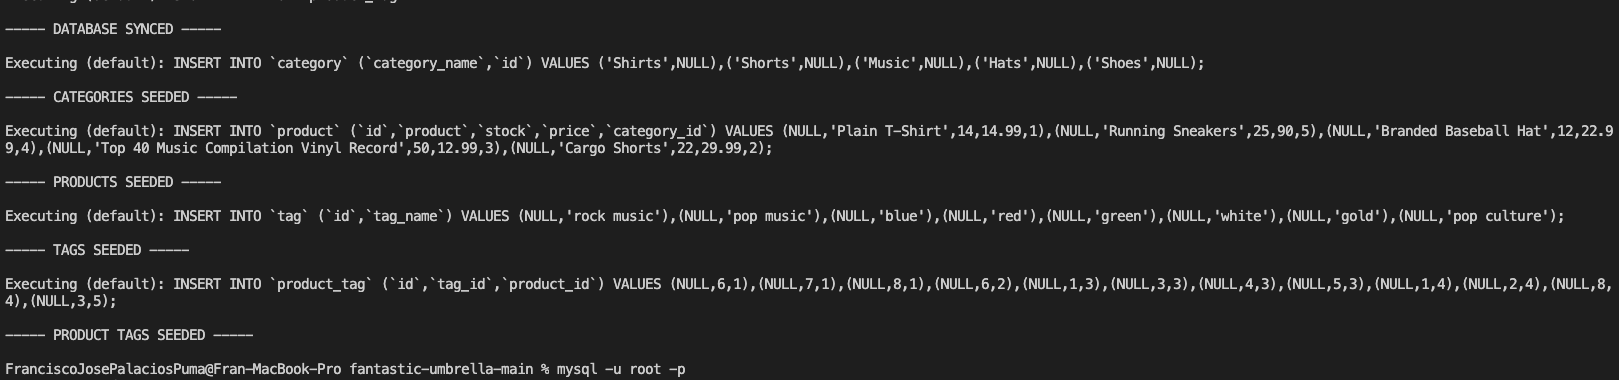 ----- DATABASE SYNCED -----
Executing (default): INSERT INTO `category` (`category_name`,`id`) VALUES ('Shirts',NULL),('Shorts',NULL),('Music',NULL),('Hats',NULL),('Shoes',NULL);
----- CATEGORIES SEEDED -----
Executing (default): INSERT INTO `product` (`id`,`product`,`stock`,`price`,`category_id`) VALUES (NULL,'Plain T-Shirt',14,14.99,1),(NULL,'Running Sneakers',25,90,5),(NULL,'Branded Baseball Hat',12,22.9
9,4),(NULL,'Top 40 Music Compilation Vinyl Record',50,12.99,3),(NULL,'Cargo Shorts',22,29.99,2);
----- PRODUCTS SEEDED -----
Executing (default): INSERT INTO `tag` (`id`,`tag_name`) VALUES (NULL,'rock music'),(NULL,'pop music'),(NULL,'blue'),(NULL,'red'),(NULL,'green'),(NULL,'white'),(NULL,'gold'),(NULL,'pop culture');
----- TAGS SEEDED -----
Executing (default): INSERT INTO `product_tag` (`id`,`tag_id`,`product_id`) VALUES (NULL,6,1),(NULL,7,1),(NULL,8,1),(NULL,6,2),(NULL,1,3),(NULL,3,3),(NULL,4,3),(NULL,5,3),(NULL,1,4),(NULL,2,4),(NULL,8,
4),(NULL,3,5);
----- PRODUCT TAGS SEEDED -----
FranciscoJosePalaciosPuma@Fran-MacBook-Pro fantastic-umbrella-main % mysql -u root -p